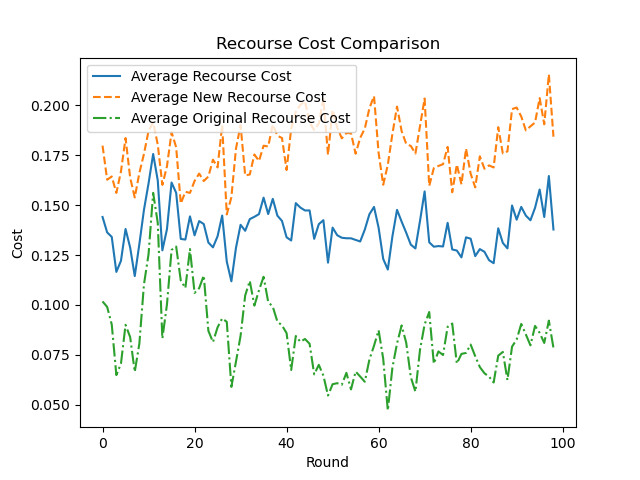 Recourse Cost Comparison
Average Recourse Cost
Average New Recourse Cost
Average Original Recourse Cost
Cost
0.200
0.175
0.150
0.125
0.100
0.075
0.050
0 20 40 60 80 100
Round